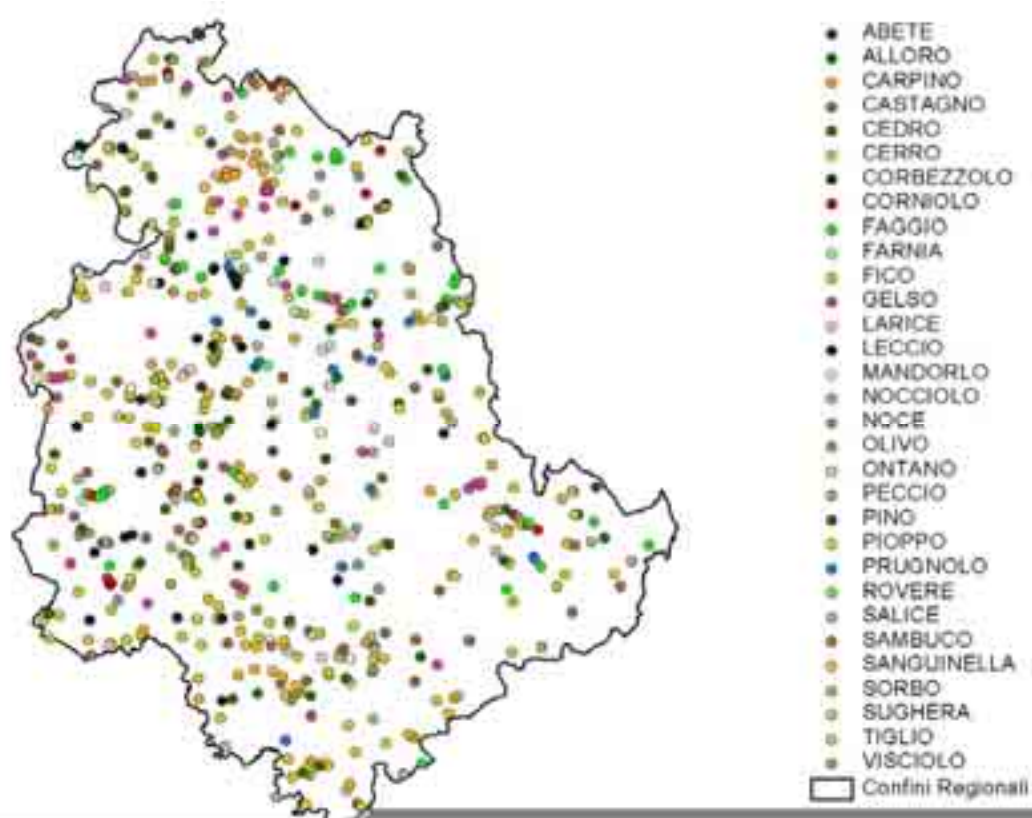 ABETE
ALLORO
CARPINO
CASTAGNO
CEDRO
CERRO
CORBEZZOLO
CORNIOLO
FAGGIO
FARNIA
FICO
GELSO
LARICE
LECCIO
MANDORLO
NOCCIOLO
NOCE
OLIVO
ONTANO
PECCIO
PINO
PIOPPO
PRUGNOLO
ROVERE
SALICE
SAMBUCO
SANGUINELLA
SORBO
SUGHERA
TIGLIO
VISCIOLO
Confini Regionali